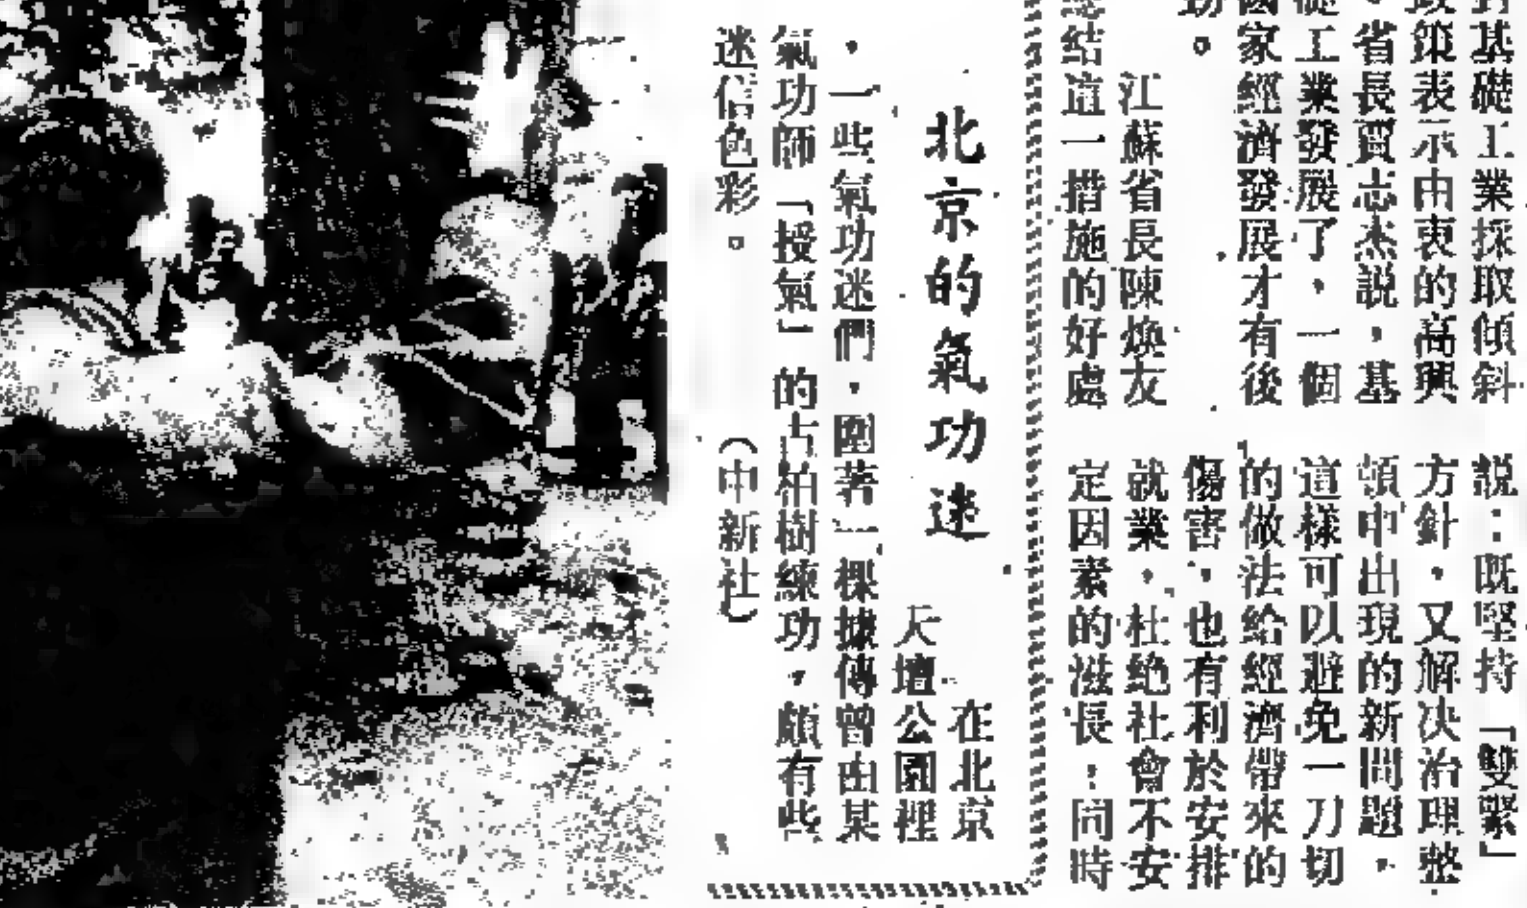 基礎工業採取傾斜
政策表示由衷的高興
。省長賈志杰説,基
從工業發展了,一個
國家經濟發展才有後
勁。
江蘇省長陳煥友
總結這一措施的好處
説:既堅持「雙緊」
方針,又解決治理整
頓中出現的新問題。
這樣可以避免一刀切
的做法給經濟帶來的
傷害,也有利於安排
就業,杜絶社會不安
定因素的滋長;同時
北京的氣功迷
在北京
天壇公園裡
,一些氣功迷們,圍著一棵據傳曾由某
氣功師「授氣」的古柏樹練功,頗有些
迷信色彩。(中新社)